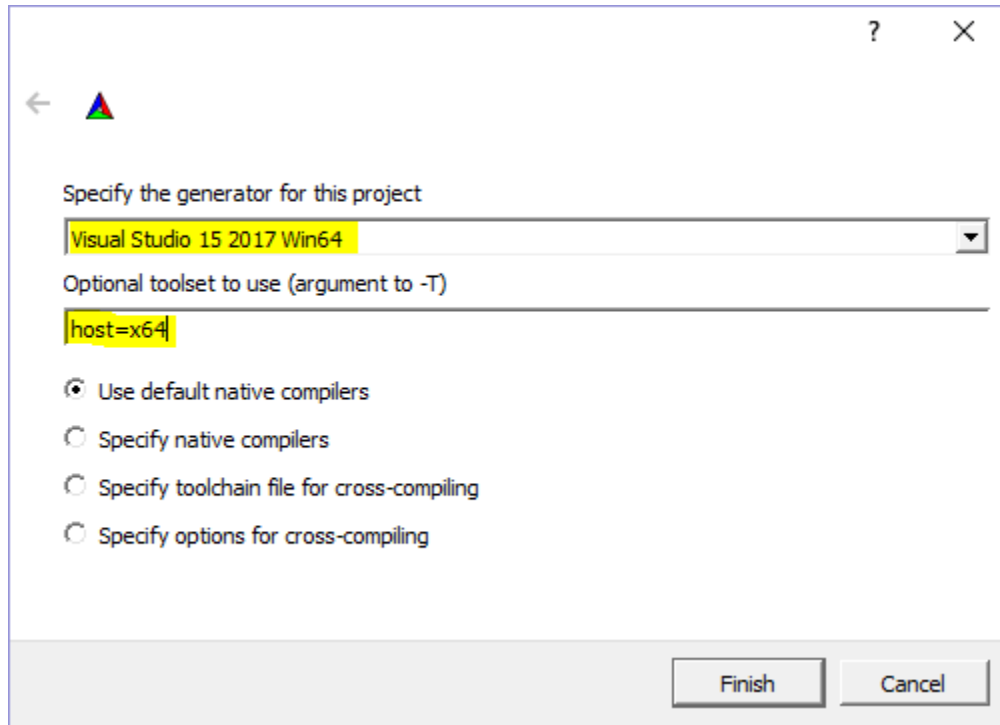 ?
Specify the generator for this project
Visual Studio 15 2017 Win64
Optional toolset to use (argument to -T)
host=x64
Use default native compilers
Specify native compilers
Specify toolchain file for cross-compiling
Specify options for cross-compiling
Finish Cancel